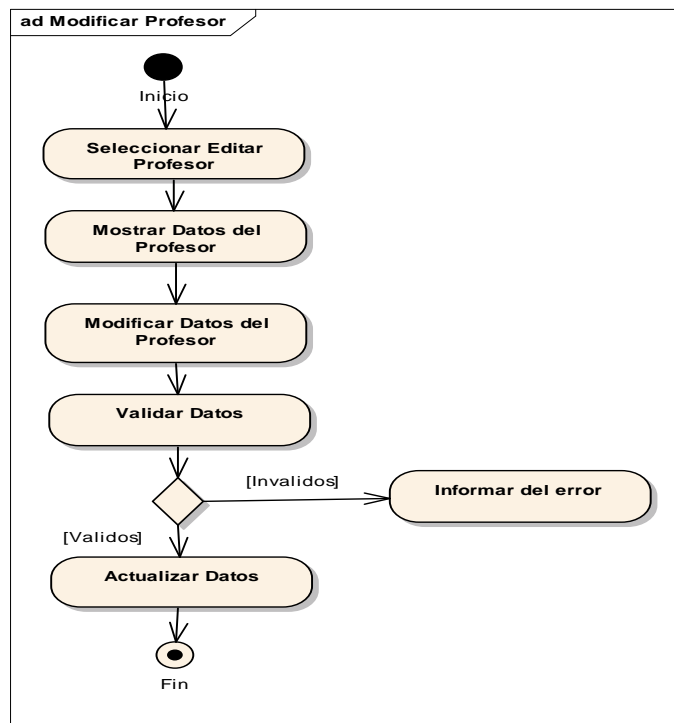 ad Modificar Profesor
Inicio
Seleccionar Editar
Profesor
Mostrar Datos del
Profesor
Modificar Datos del
Profesor
Validar Datos
[Invalidos]
Informar del error
[Validos]
Actualizar Datos
Fin